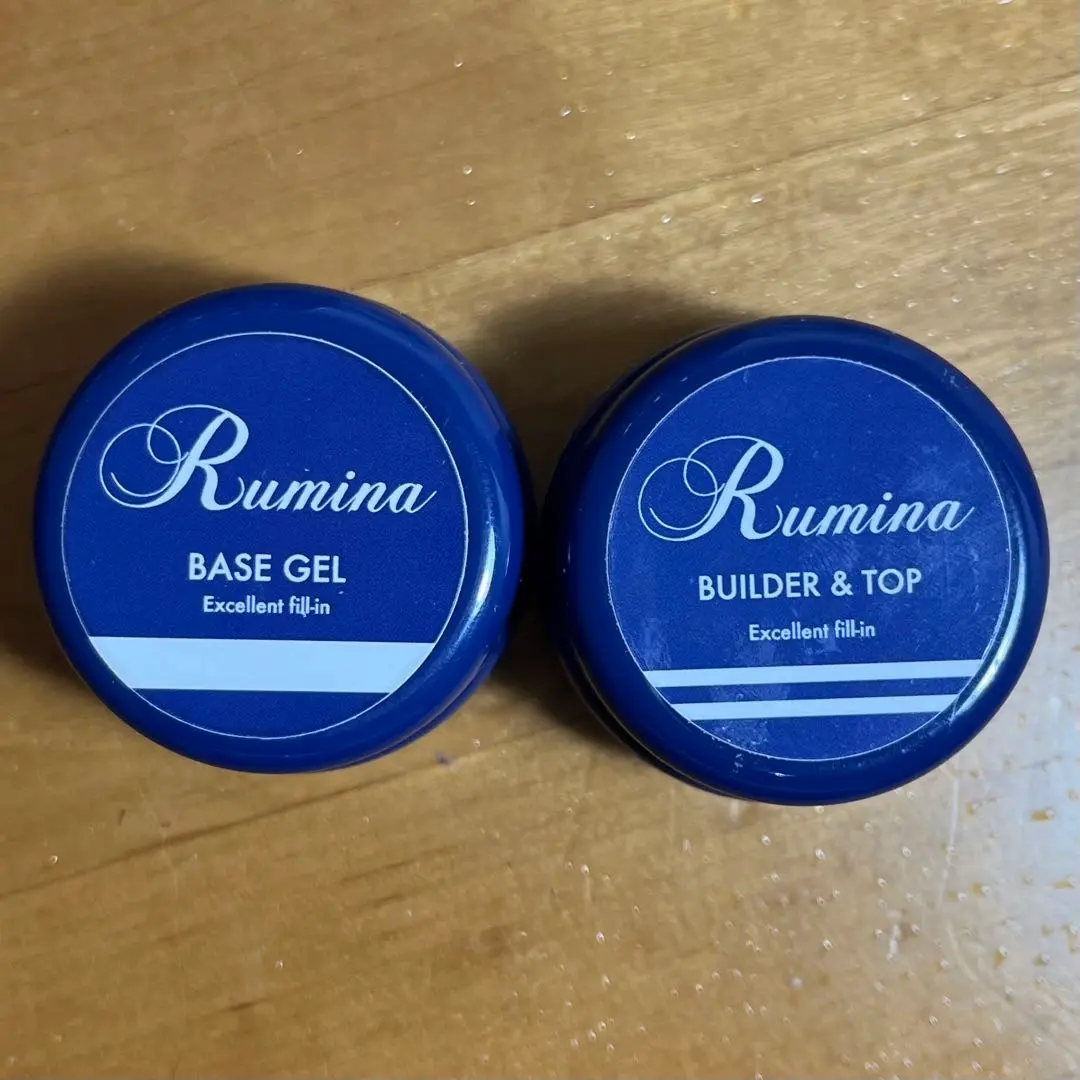 Rumina
BASE GEL
Excellent fill-in
Rumina
BUILDER & TOP
Excellent fill-in